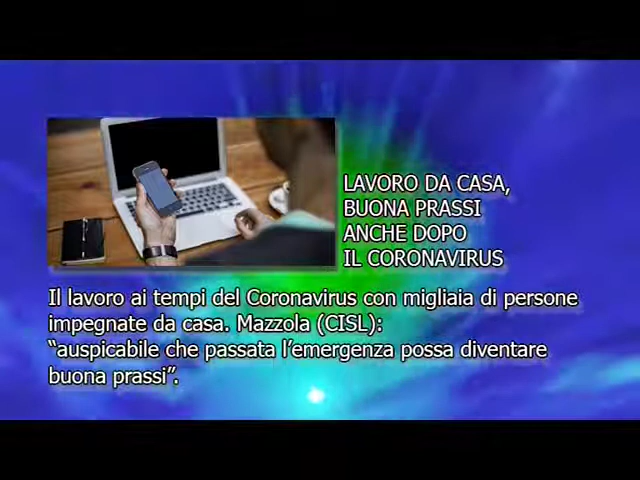 LAVORO DA CASA,
BUONA PRASSI
ANCHE DOPO
IL CORONAVIRUS
Il lavoro ai tempi del Coronavirus con migliaia di persone
impegnate da casa. Mazzola (CISL):
“auspicabile che passata l’emergenza possa diventare
buona prassi”.